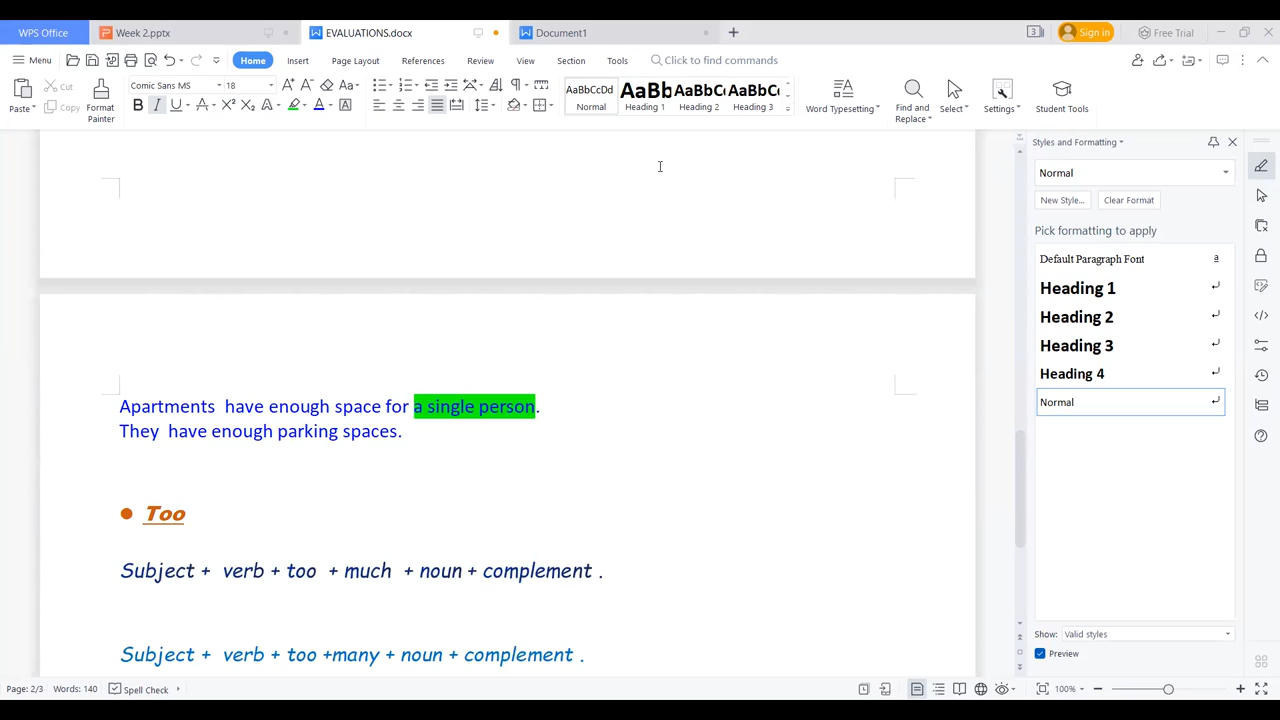 WPS Office Week 2.pptx EVALUATIONS.docx Document1 Sign in Free Trial
Menu Home Insert Page Layout References Review View Section Tools Click to find commands
Paste Cut Copy Format Painter Comic Sans MS 18
AaBbCcDd Normal AaBb Heading 1 AaBbC Heading 2 AaBbC Heading 3 Word Typesetting Find and Replace Select Settings Student Tools
Apartments have enough space for a single person.
They have enough parking spaces.
Too
Subject + verb + too + much + noun + complement .
Subject + verb + too +many + noun + complement .
Styles and Formatting
Normal
New Style... Clear Format
Pick formatting to apply
Default Paragraph Font a
Heading 1
Heading 2
Heading 3
Heading 4
Normal
Show: Valid styles
Preview
Page: 2/3 Words: 140 Spell Check 100%